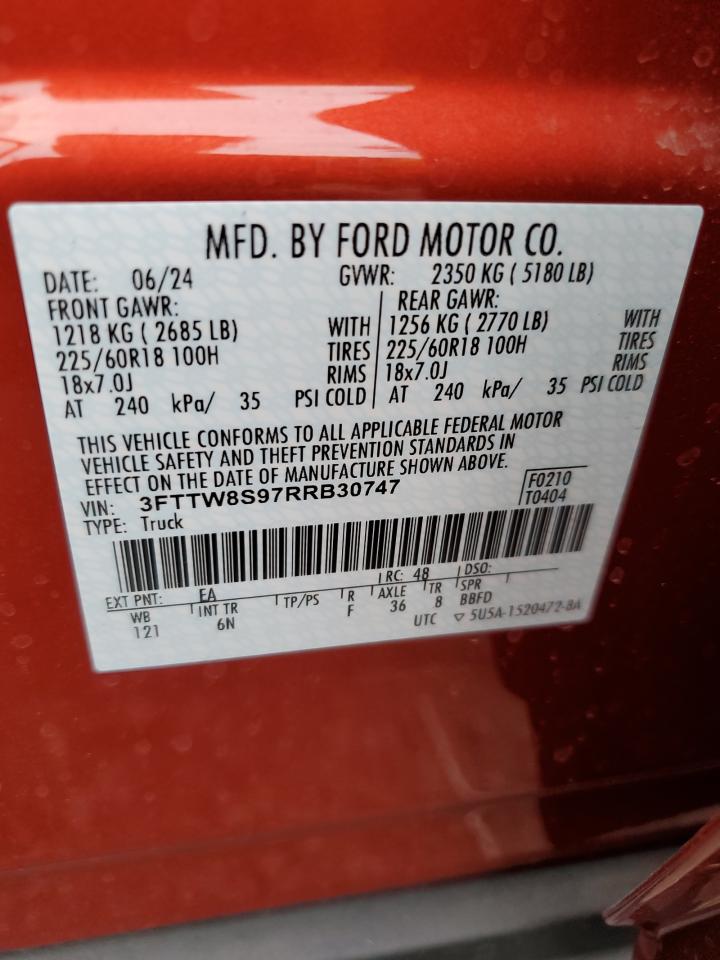 MFD. BY FORD MOTOR CO.
DATE: 06/24 GVWR: 2350 KG ( 5180 LB)
FRONT GAWR: REAR GAWR:
1218 KG ( 2685 LB) WITH 1256 KG ( 2770 LB) WITH
225/60R18 100H TIRES 225/60R18 100H TIRES
18x7.0J RIMS 18x7.0J RIMS
AT 240 kPa/ 35 PSI COLD AT 240 kPa/ 35 PSI COLD
THIS VEHICLE CONFORMS TO ALL APPLICABLE FEDERAL MOTOR
VEHICLE SAFETY AND THEFT PREVENTION STANDARDS IN
EFFECT ON THE DATE OF MANUFACTURE SHOWN ABOVE.
VIN: 3FTTW8S97RRB30747 F0210
TYPE: Truck T0404
EXT PNT: EA RC: 48 DSO:
WB INT TR TP/PS R AXLE TR SPR
121 6N F 36 8 BBFD
UTC ▽ 5U5A-1520472-BA